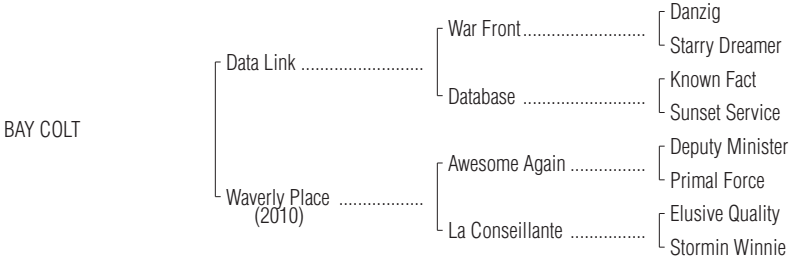 Danzig
War Front.........................
Starry Dreamer
Data Link .........................
Known Fact
Database .........................
Sunset Service
BAY COLT
Deputy Minister
Awesome Again ................
Primal Force
Waverly Place .................
(2010)
Elusive Quality
La Conseillante ................
Stormin Winnie